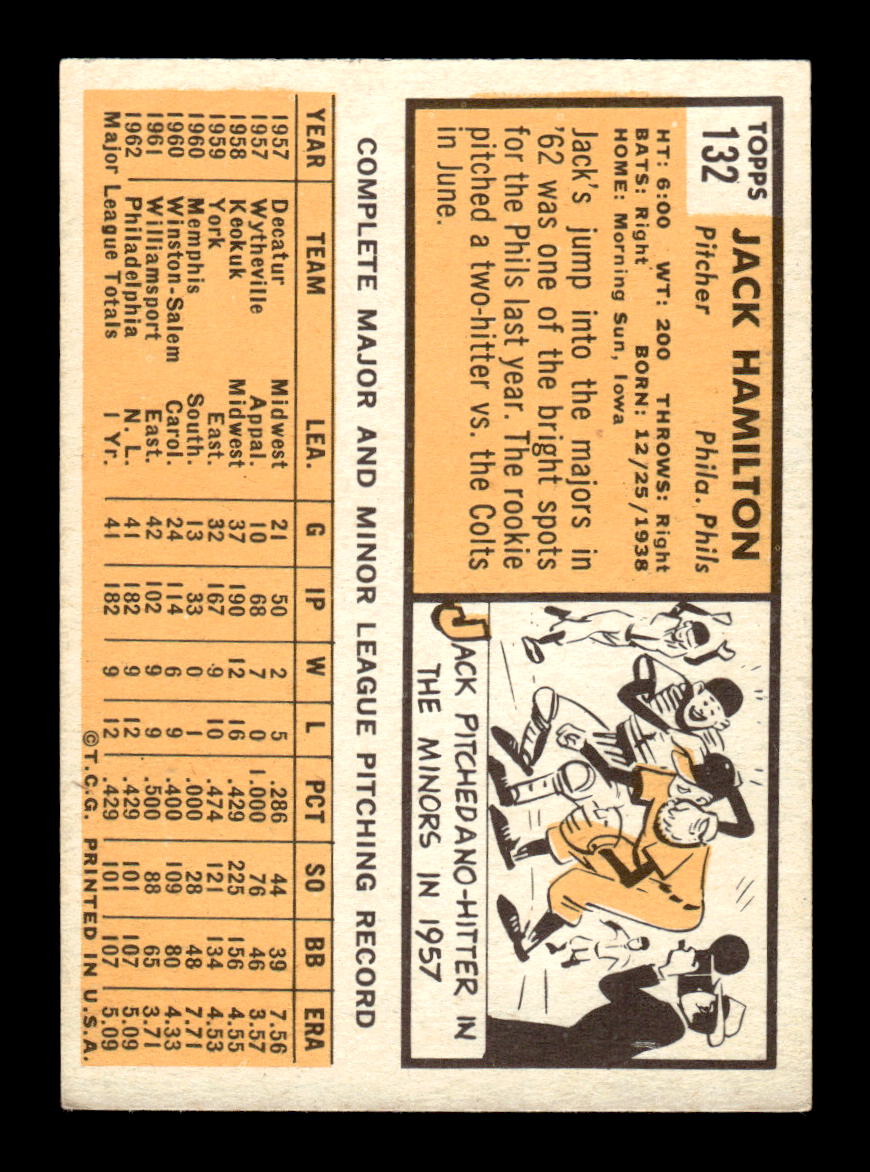 TOPPS
132
JACK HAMILTON
Pitcher Phila. Phils
HT: 6:00 WT: 200 THROWS: Right
BATS: Right BORN: 12/25/1938
HOME: Morning Sun, Iowa
Jack's jump into the majors in
'62 was one of the bright spots
for the Phils last year. The rookie
pitched a two-hitter vs. the Colts
in June.
JACK PITCHED A NO-HITTER IN
THE MINORS IN 1957
COMPLETE MAJOR AND MINOR LEAGUE PITCHING RECORD
YEAR TEAM LEA. G IP W L PCT SO BB ERA
1957 Decatur Midwest 21 50 2 5 .286 44 39 7.56
1957 Wytheville Appal. 10 68 7 0 1.000 76 46 3.57
1958 Keokuk Midwest 37 190 12 16 .429 225 156 4.55
1959 York East. 32 167 9 10 .474 121 134 4.53
1960 Memphis South. 13 33 0 1 .000 28 48 7.71
1960 Winston-Salem Carol. 24 114 6 9 .400 109 80 4.33
1961 Williamsport East. 42 102 9 9 .500 88 65 3.71
1962 Philadelphia N.L. 41 182 9 12 .429 101 107 5.09
Major League Totals 1 Yr. 41 182 9 12 .429 101 107 5.09
©T.C.G. PRINTED IN U.S.A.